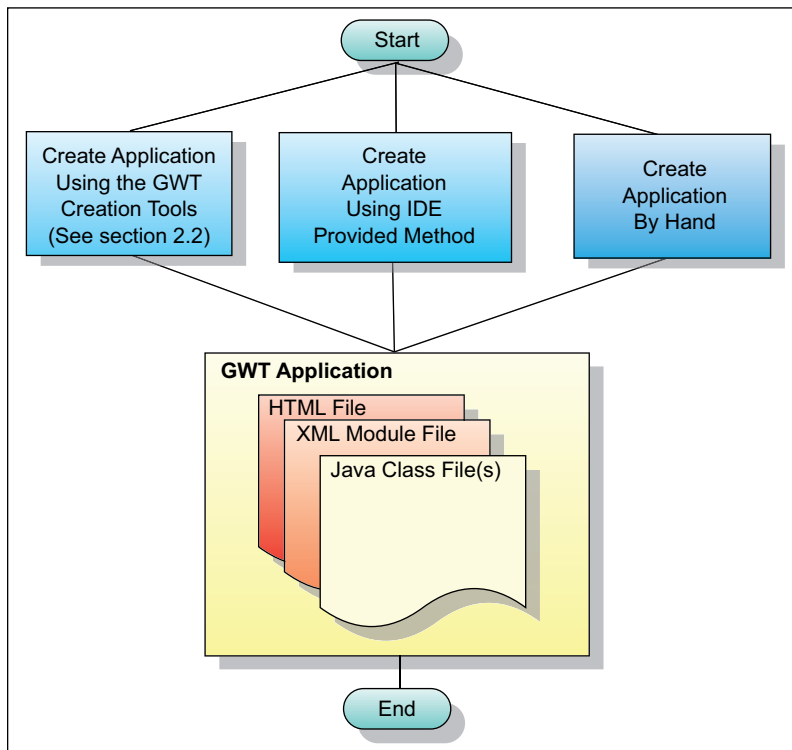 Start
Create Application
Using the GWT
Creation Tools
(See section 2.2)
Create
Application
Using IDE
Provided Method
Create
Application
By Hand
GWT Application
HTML File
XML Module File
Java Class File(s)
End